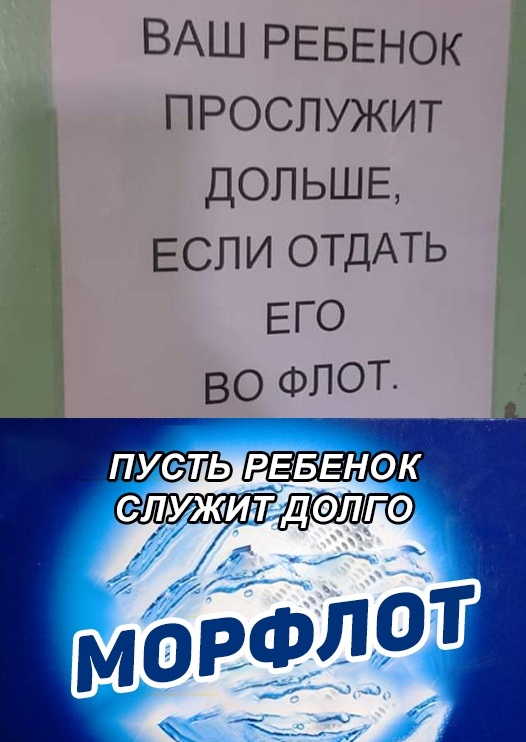 ВАШ РЕБЕНОК
ПРОСЛУЖИТ
ДОЛЬШЕ,
ЕСЛИ ОТДАТЬ
ЕГО
ВО ФЛОТ.
ПУСТЬ РЕБЕНОК
СЛУЖИТ ДОЛГО
МОРФЛОТ